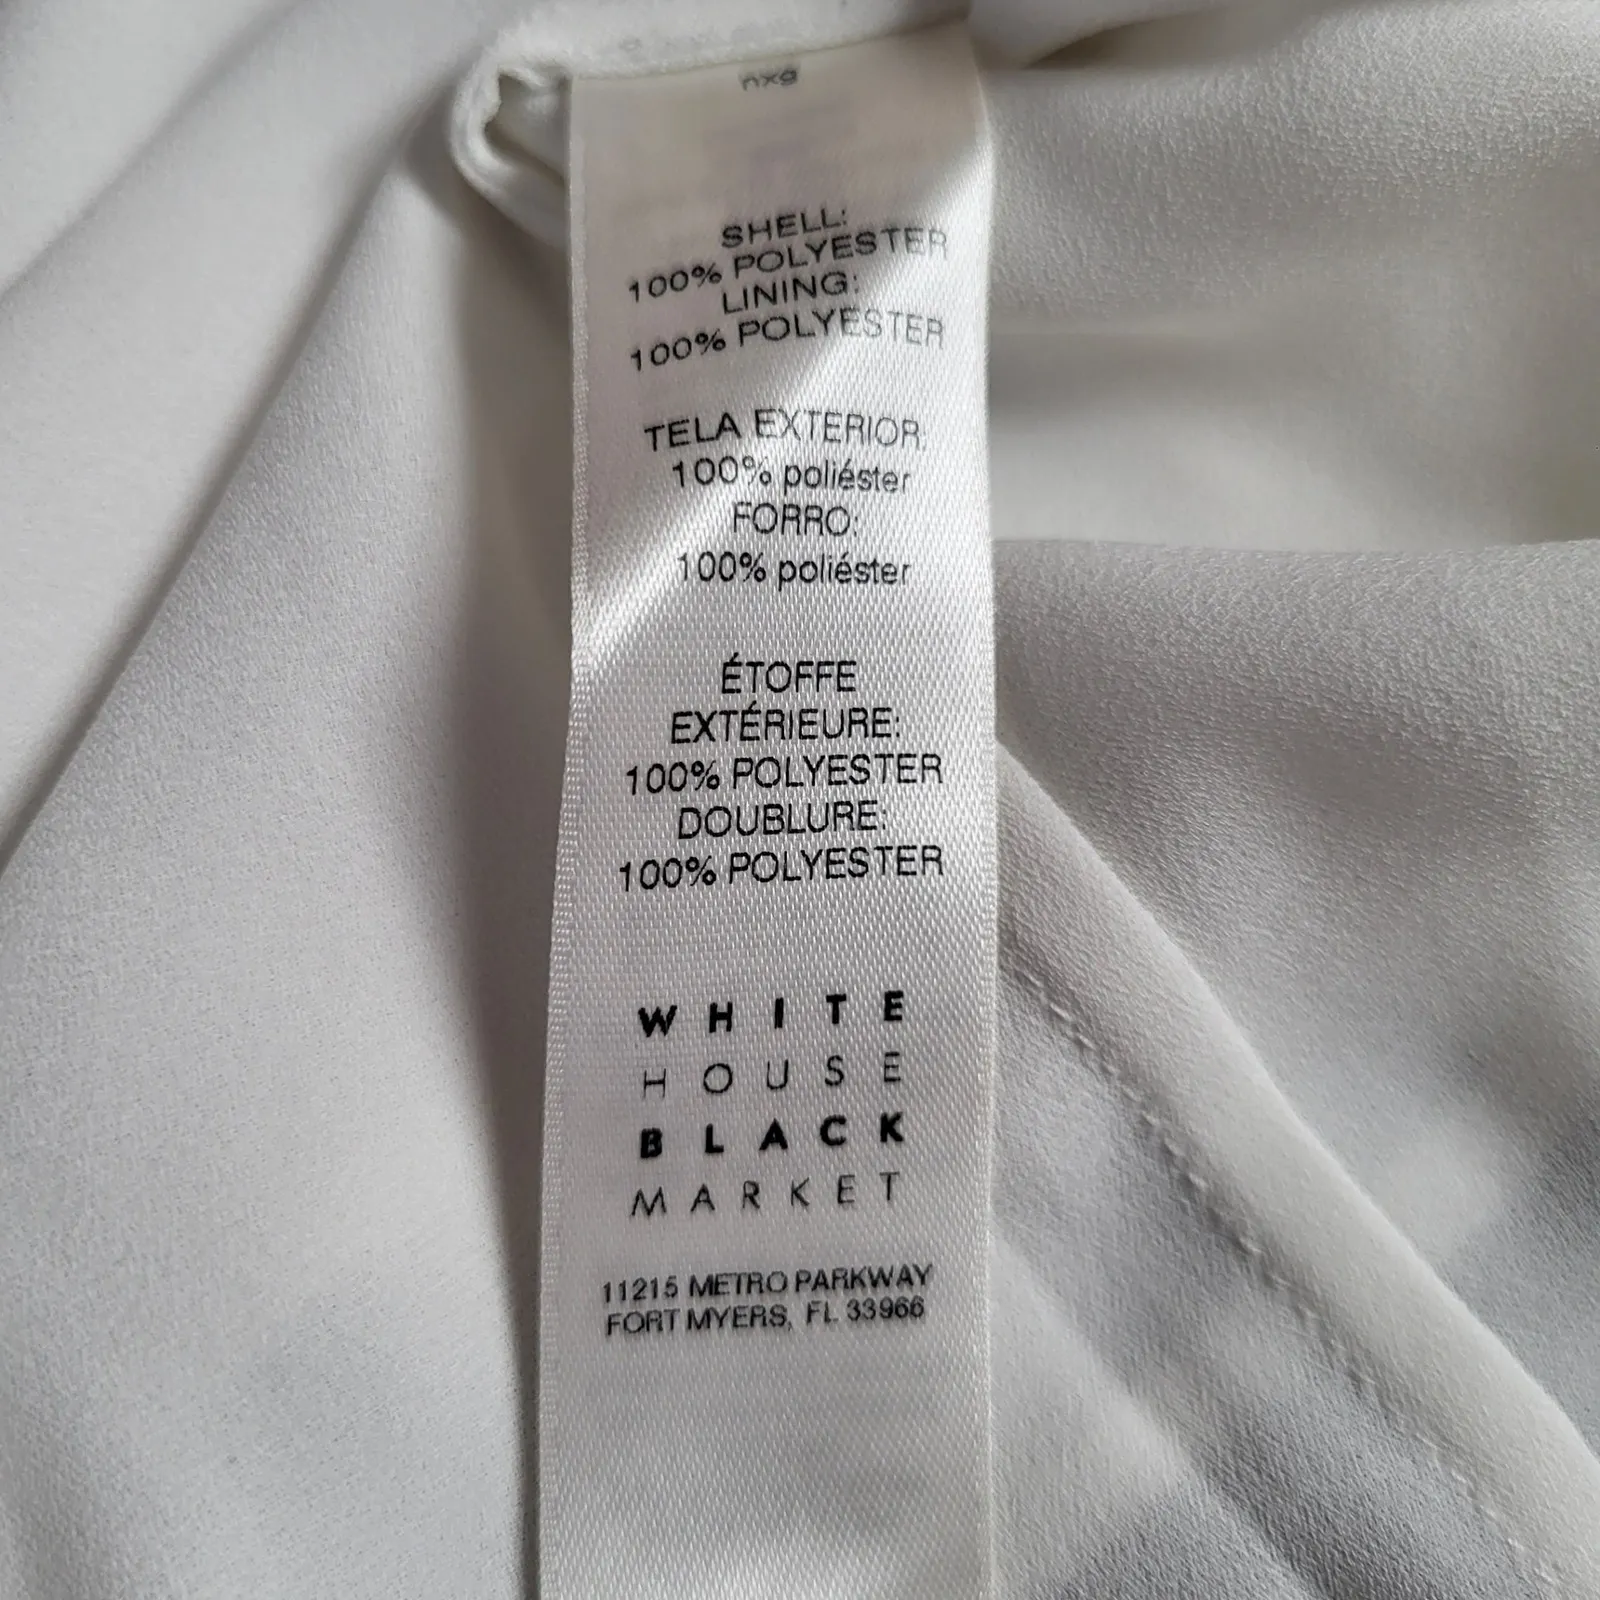 nxg
SHELL:
100% POLYESTER
LINING:
100% POLYESTER
TELA EXTERIOR:
100% poliéster
FORRO:
100% poliéster
ÉTOFFE
EXTÉRIEURE:
100% POLYESTER
DOUBLURE:
100% POLYESTER
WHITE
HOUSE
BLACK
MARKET
11215 METRO PARKWAY
FORT MYERS, FL 33966